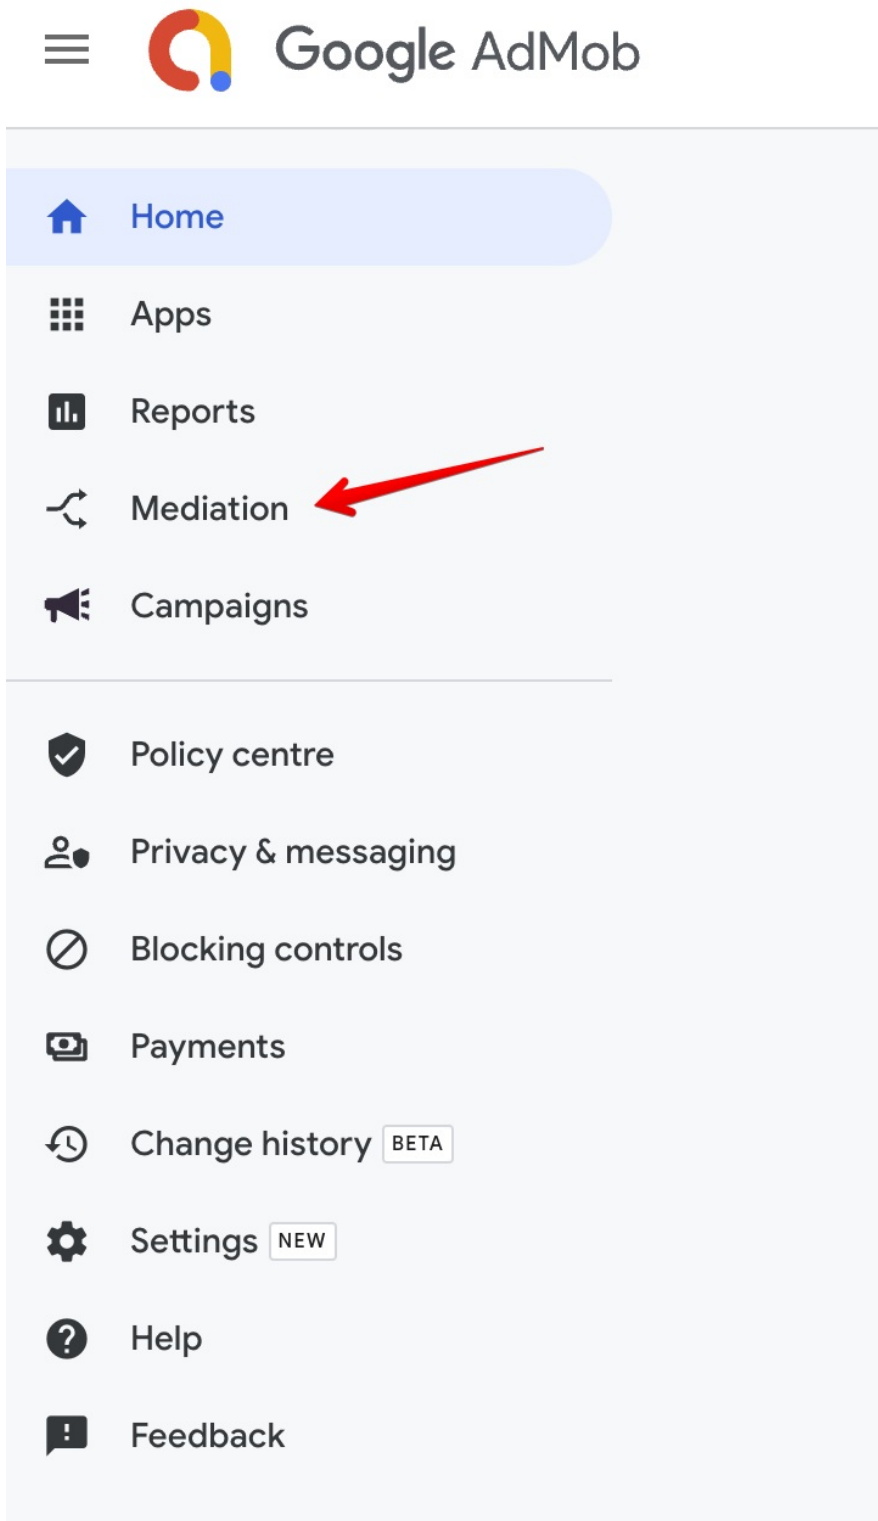 Google AdMob
Home
Apps
Reports
Mediation
Campaigns
Policy centre
Privacy & messaging
Blocking controls
Payments
Change history BETA
Settings NEW
Help
Feedback